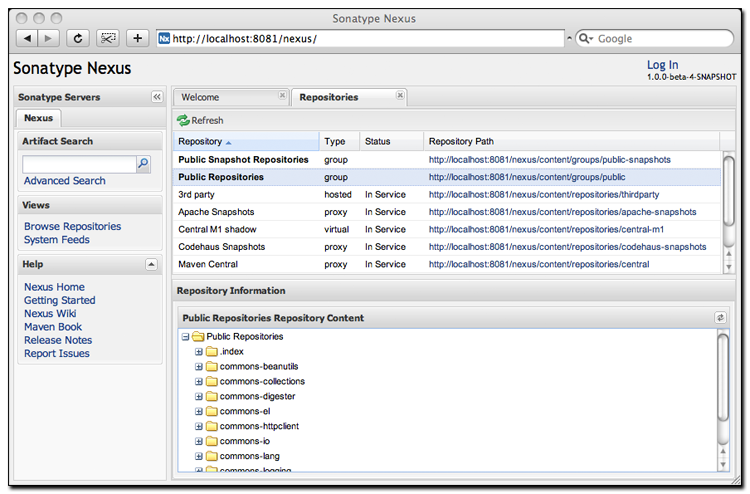 Sonatype Nexus
http://localhost:8081/nexus/
Google
Sonatype Nexus
Log In
1.0.0-beta-4-SNAPSHOT
Sonatype Servers
Nexus
Artifact Search
Advanced Search
Views
Browse Repositories
System Feeds
Help
Nexus Home
Getting Started
Nexus Wiki
Maven Book
Release Notes
Report Issues
Welcome
Repositories
Refresh
Repository Type Status Repository Path
Public Snapshot Repositories group http://localhost:8081/nexus/content/groups/public-snapshots
Public Repositories group http://localhost:8081/nexus/content/groups/public
3rd party hosted In Service http://localhost:8081/nexus/content/repositories/thirdparty
Apache Snapshots proxy In Service http://localhost:8081/nexus/content/repositories/apache-snapshots
Central M1 shadow virtual In Service http://localhost:8081/nexus/content/repositories/central-m1
Codehaus Snapshots proxy In Service http://localhost:8081/nexus/content/repositories/codehaus-snapshots
Maven Central proxy In Service http://localhost:8081/nexus/content/repositories/central
Repository Information
Public Repositories Repository Content
Public Repositories
.index
commons-beanutils
commons-collections
commons-digester
commons-el
commons-httpclient
commons-io
commons-lang
commons-logging